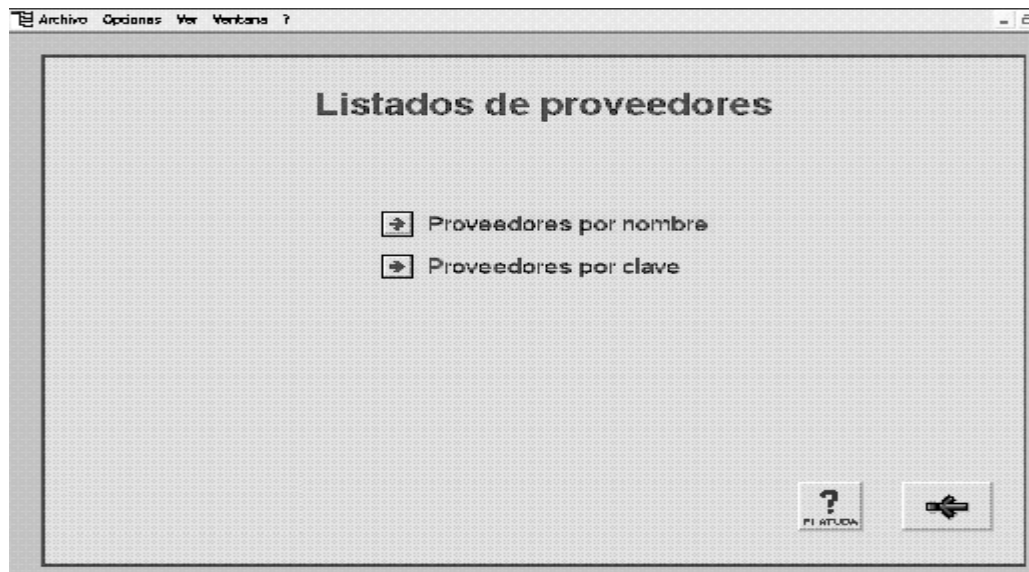 Archivo Opciones Ver Ventana ?
Listados de proveedores
Proveedores por nombre
Proveedores por clave
?
F1 AYUDA